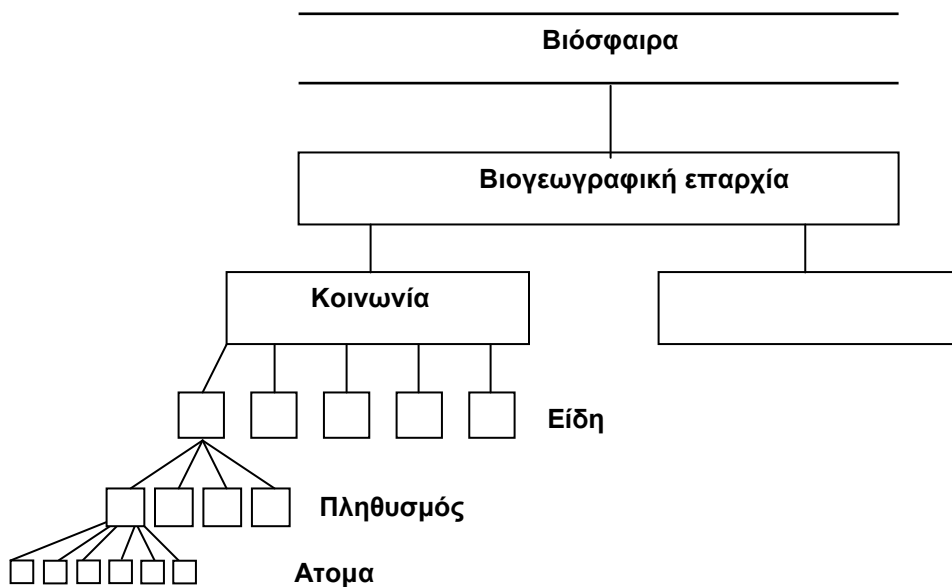 Βιόσφαιρα
Βιογεωγραφική επαρχία
Κοινωνία
Είδη
Πληθυσμός
Ατομα